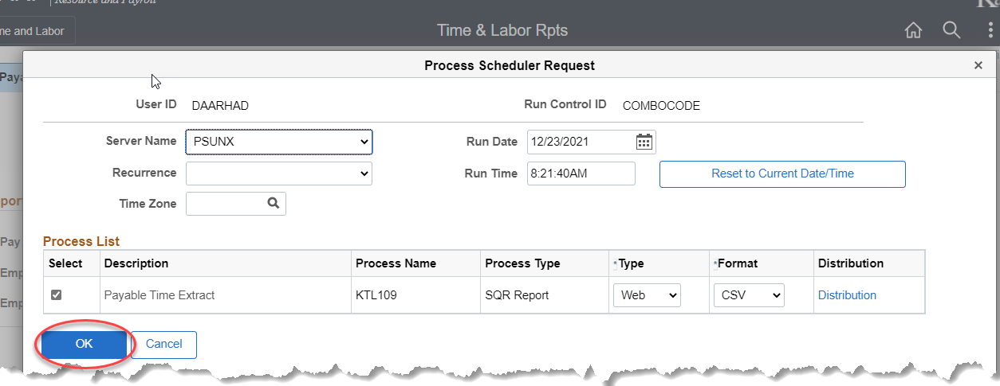 Resource and Payroll
me and Labor
Time & Labor Rpts
Process Scheduler Request
Paya
User ID DAARHAD Run Control ID COMBOCODE
Server Name PSUNX Run Date 12/23/2021
Recurrence Run Time 8:21:40AM Reset to Current Date/Time
Time Zone
port
Process List
Pay
Select Description Process Name Process Type *Type *Format Distribution
Emp
Payable Time Extract KTL109 SQR Report Web CSV Distribution
Emp
OK Cancel